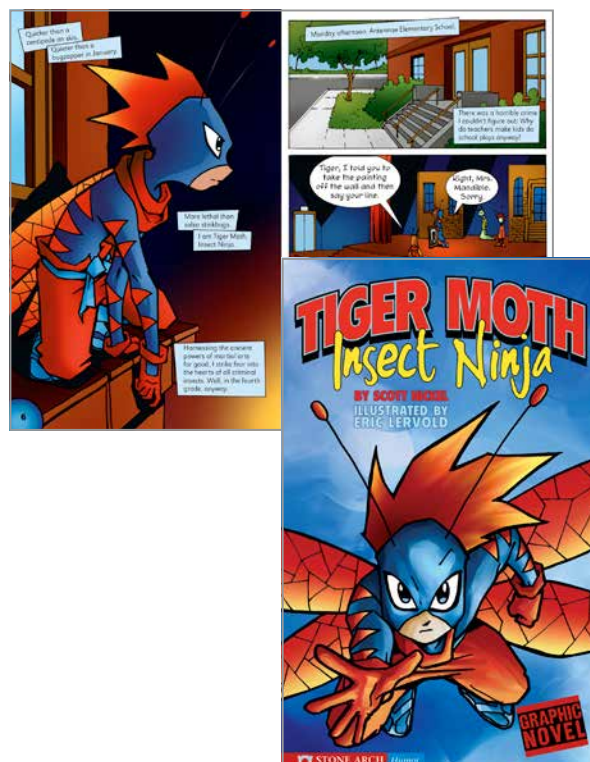 Quicker than a
centipede on skis.
Quieter than a
bugzapper in January.
More lethal than
sidso stinkbugs.
I am Tiger Moth,
Insect Ninja.
Harnessing the ancient
powers of martial arts
for good, I strike fear into
the hearts of all criminal
insects. Well, in the fourth
grade, anyway.
6
Monday afternoon. Antennae Elementary School.
There was a horrible crime
I couldn't figure out: Why
do teachers make kids do
school plays anyway?
Tiger, I told you to
take the painting
off the wall and then
say your line.
Right, Mrs.
Mandible.
Sorry.
TIGER MOTH
Insect Ninja
BY SCOTT NICKEL
ILLUSTRATED BY
ERIC LERVOLD
GRAPHIC
NOVEL
STONE ARCH Humor